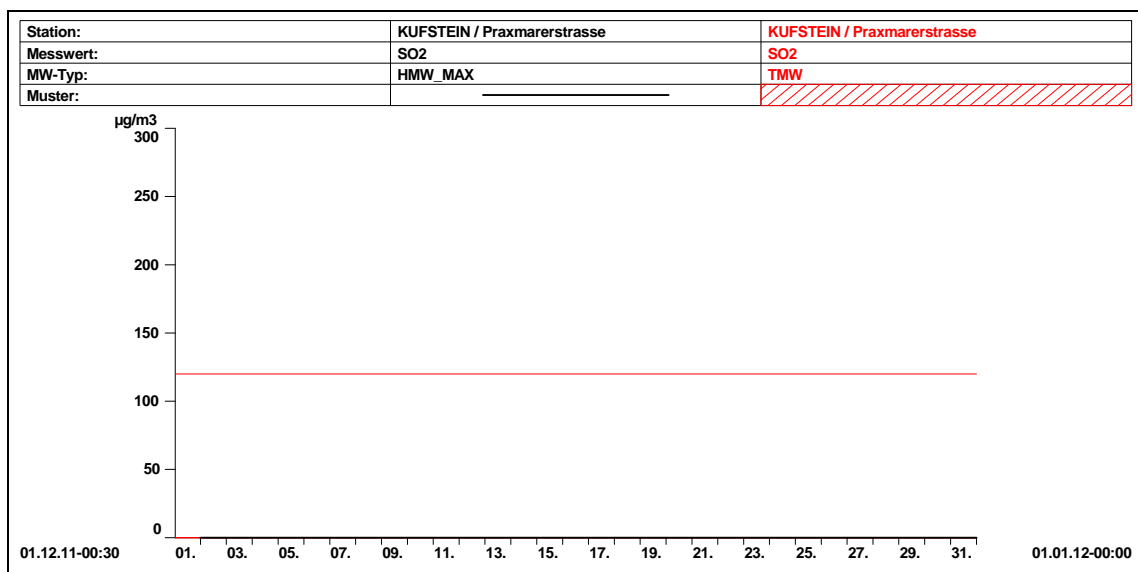 Station: KUFSTEIN / Praxmarerstrasse KUFSTEIN / Praxmarerstrasse
Messwert: SO2 SO2
MW-Typ: HMW_MAX TMW
Muster:
µg/m3
300
250
200
150
100
50
0
01.12.11-00:30 01. 03. 05. 07. 09. 11. 13. 15. 17. 19. 21. 23. 25. 27. 29. 31. 01.01.12-00:00